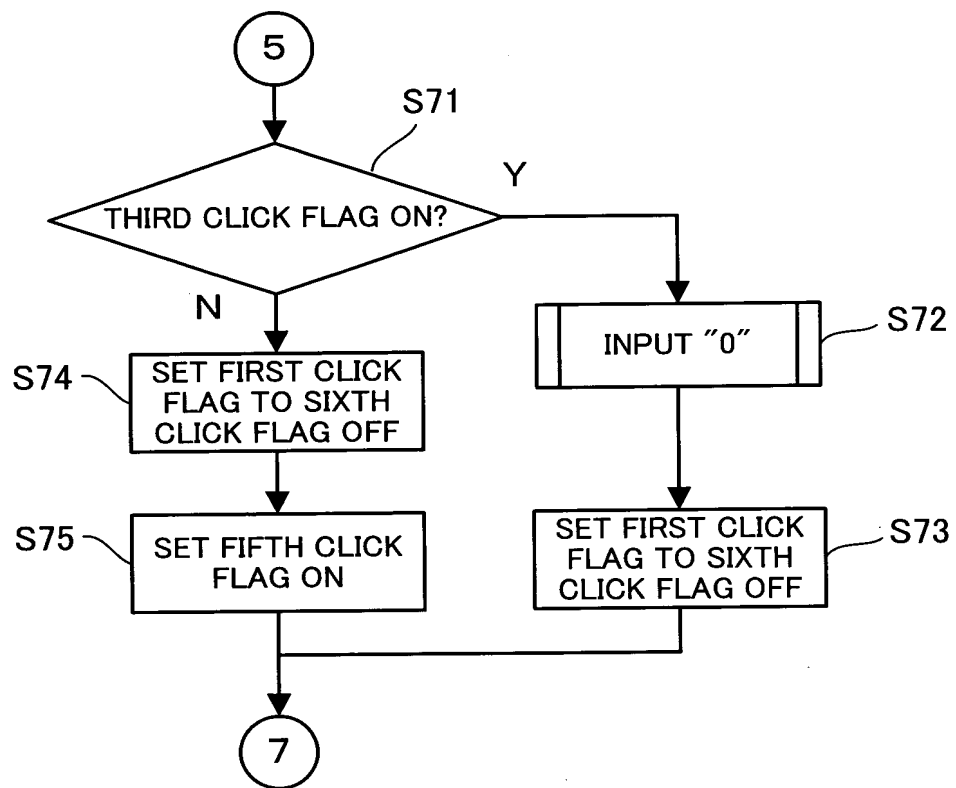 5
S71
Y
THIRD CLICK FLAG ON?
N
S72
INPUT "0"
S74
SET FIRST CLICK
FLAG TO SIXTH
CLICK FLAG OFF
S75
SET FIFTH CLICK
FLAG ON
S73
SET FIRST CLICK
FLAG TO SIXTH
CLICK FLAG OFF
7